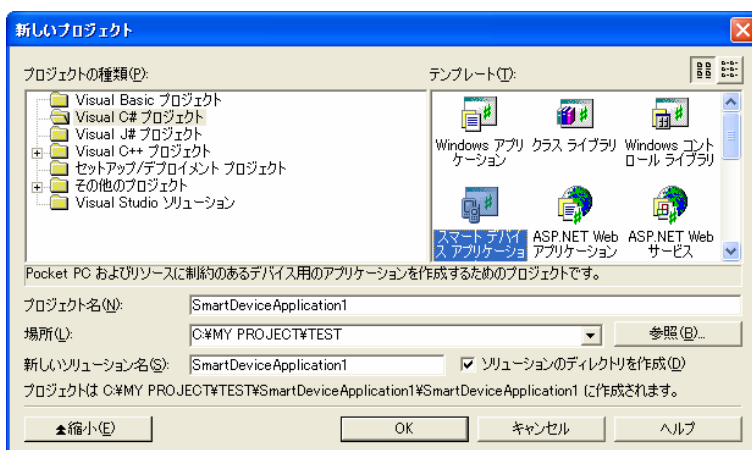 新しいプロジェクト
プロジェクトの種類(P):
テンプレート(T):
Visual Basic プロジェクト
Visual C# プロジェクト
Visual J# プロジェクト
Visual C++ プロジェクト
セットアップ/デプロイメント プロジェクト
その他のプロジェクト
Visual Studio ソリューション
Windows アプリ
ケーション
クラス ライブラリ
Windows コント
ロール ライブラリ
スマート デバイ
ス アプリケーショ
ASP.NET Web
アプリケーション
ASP.NET Web
サービス
Pocket PC およびリソースに制約のあるデバイス用のアプリケーションを作成するためのプロジェクトです。
プロジェクト名(N):
SmartDeviceApplication1
場所(L):
C:¥MY PROJECT¥TEST
参照(B)...
新しいソリューション名(S):
SmartDeviceApplication1
ソリューションのディレクトリを作成(D)
プロジェクトは C:¥MY PROJECT¥TEST¥SmartDeviceApplication1¥SmartDeviceApplication1 に作成されます。
縮小(E)
OK
キャンセル
ヘルプ